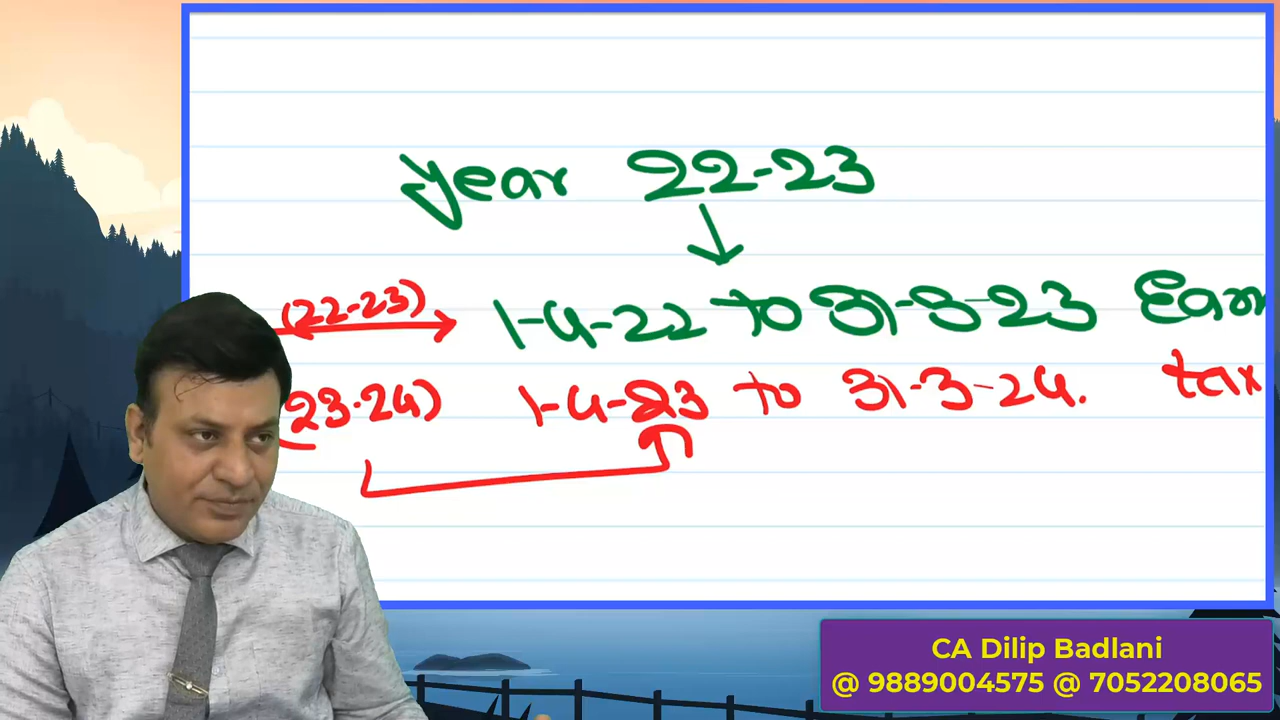 year 22-23
(22-23) 1-4-22 to 31-3-23 Earn
(23-24) 1-4-23 to 31-3-24. tax
CA Dilip Badlani
@ 9889004575 @ 7052208065